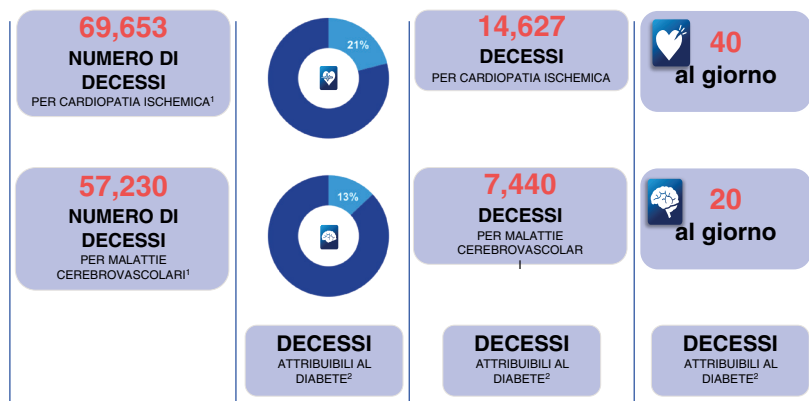 69,653
NUMERO DI
DECESSI
PER CARDIOPATIA ISCHEMICA¹
21%
14,627
DECESSI
PER CARDIOPATIA ISCHEMICA
40
al giorno
57,230
NUMERO DI
DECESSI
PER MALATTIE
CEREBROVASCOLARI¹
13%
7,440
DECESSI
PER MALATTIE
CEREBROVASCOLAR
I
20
al giorno
DECESSI
ATTRIBUIBILI AL
DIABETE²
DECESSI
ATTRIBUIBILI AL
DIABETE²
DECESSI
ATTRIBUIBILI AL
DIABETE²